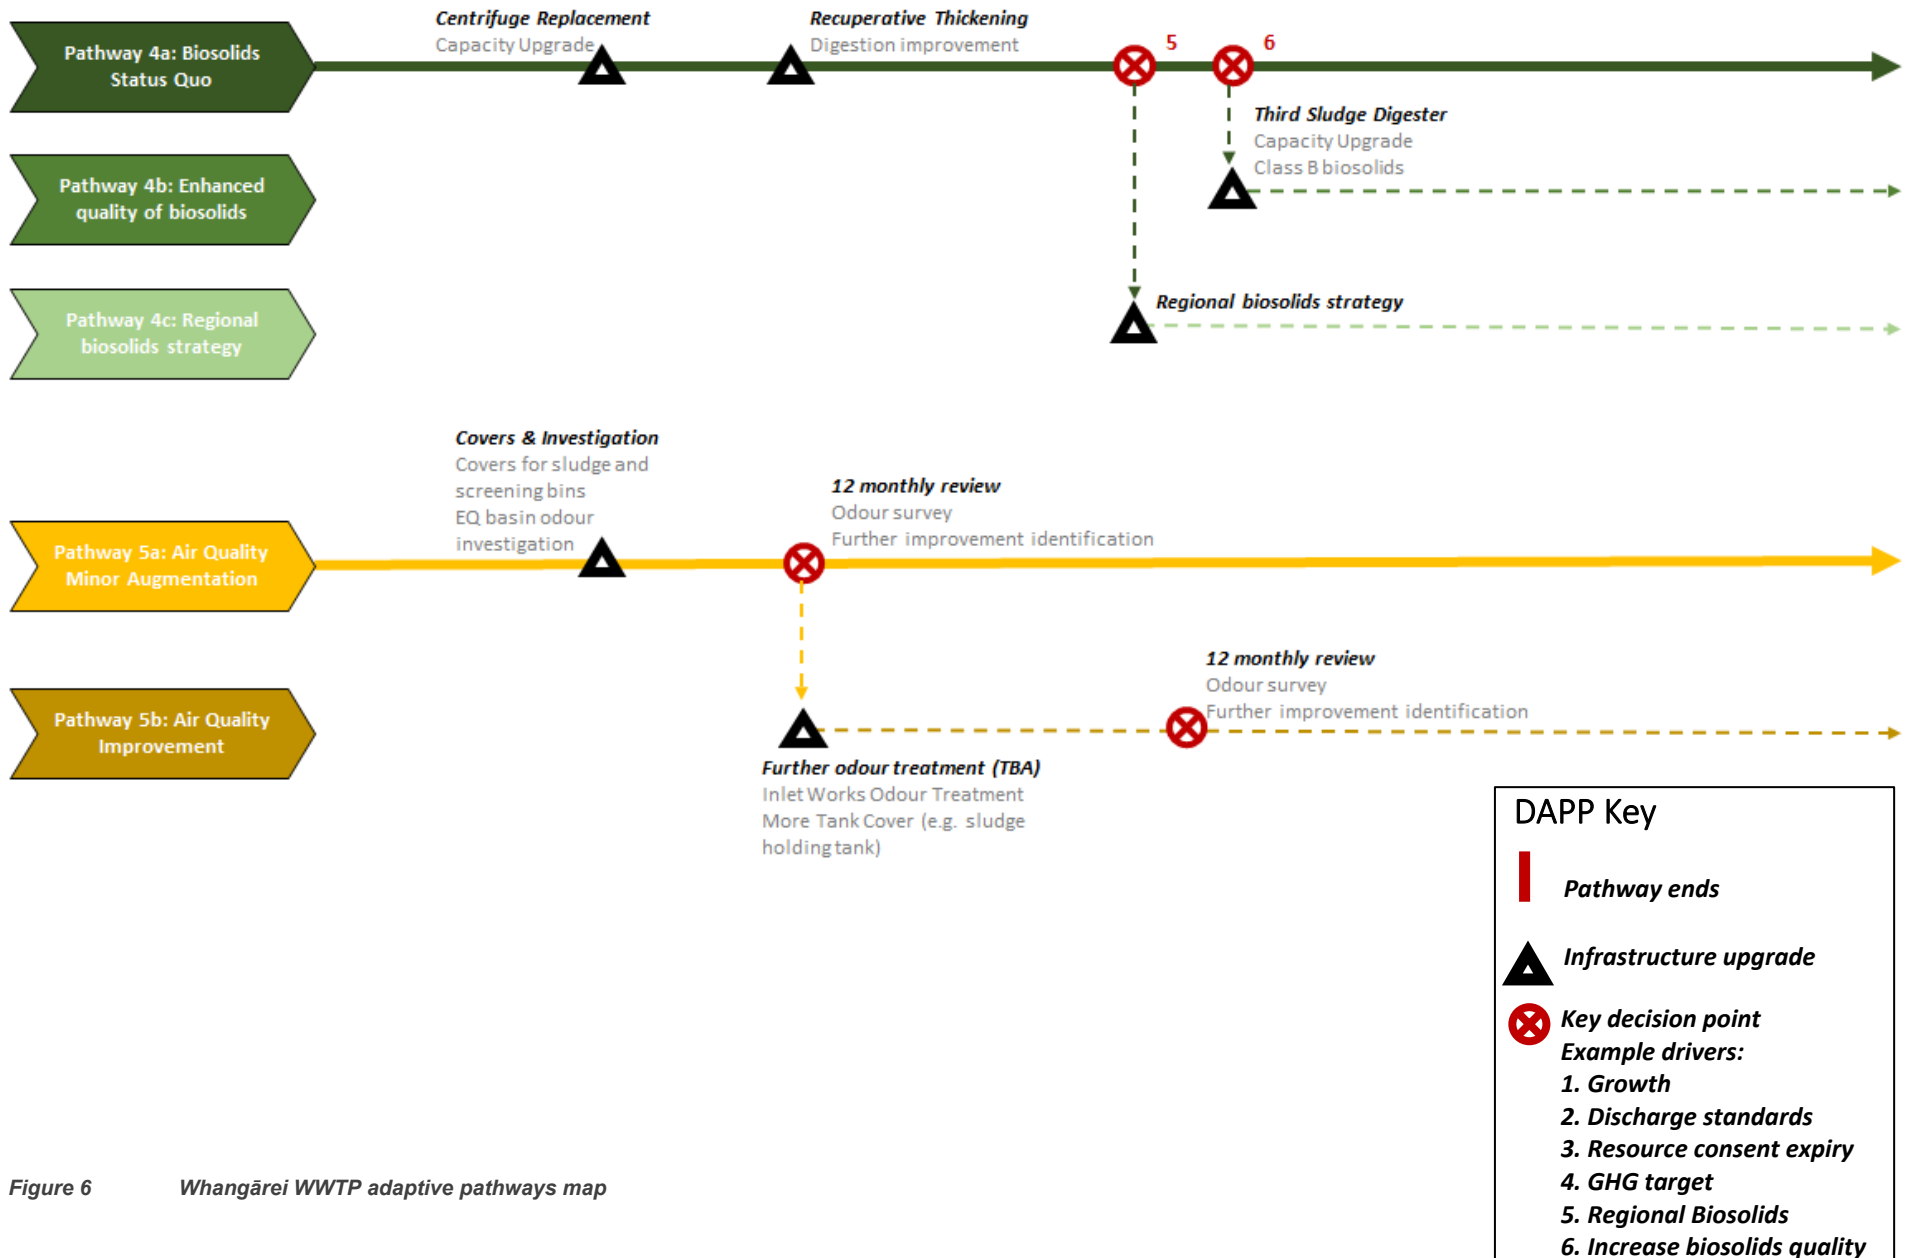 Pathway 4a: Biosolids
Status Quo
Centrifuge Replacement
Capacity Upgrade
Recuperative Thickening
Digestion improvement
5
6
Third Sludge Digester
Capacity Upgrade
Class B biosolids
Pathway 4b: Enhanced
quality of biosolids
Pathway 4c: Regional
biosolids strategy
Regional biosolids strategy
Covers & Investigation
Covers for sludge and
screening bins
EQ basin odour
investigation
12 monthly review
Odour survey
Further improvement identification
Pathway 5a: Air Quality
Minor Augmentation
Pathway 5b: Air Quality
Improvement
12 monthly review
Odour survey
Further improvement identification
Further odour treatment (TBA)
Inlet Works Odour Treatment
More Tank Cover (e.g. sludge
holding tank)
DAPP Key
Pathway ends
Infrastructure upgrade
Key decision point
Example drivers:
1. Growth
2. Discharge standards
3. Resource consent expiry
4. GHG target
5. Regional Biosolids
6. Increase biosolids quality
Figure 6 Whangārei WWTP adaptive pathways map